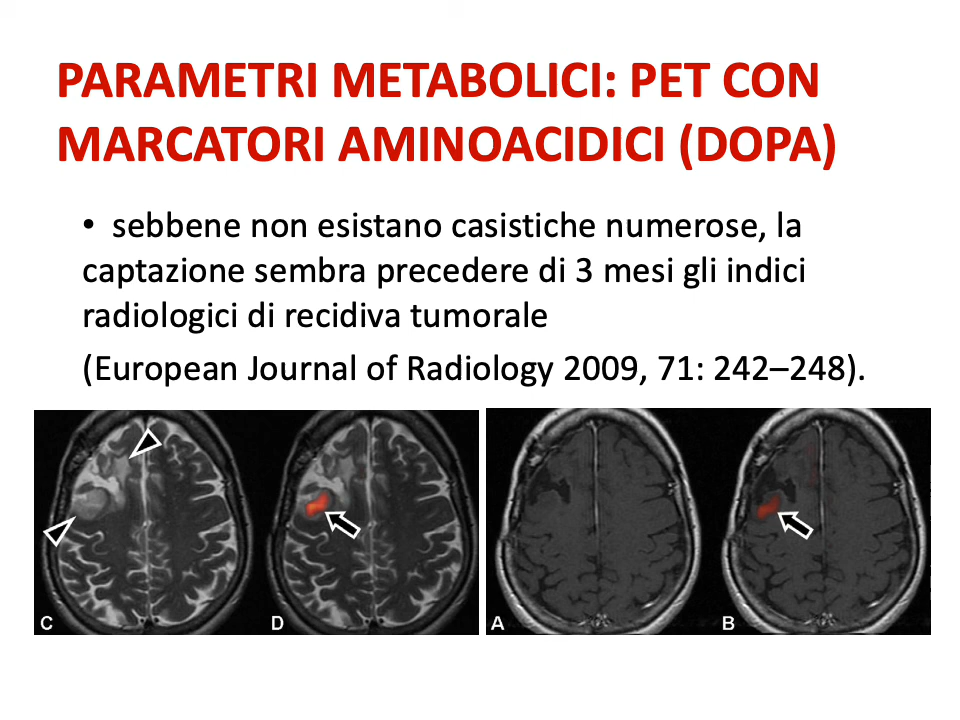 PARAMETRI METABOLICI: PET CON
MARCATORI AMINOACIDICI (DOPA)
• sebbene non esistano casistiche numerose, la
captazione sembra precedere di 3 mesi gli indici
radiologici di recidiva tumorale
(European Journal of Radiology 2009, 71: 242–248).
C D A B